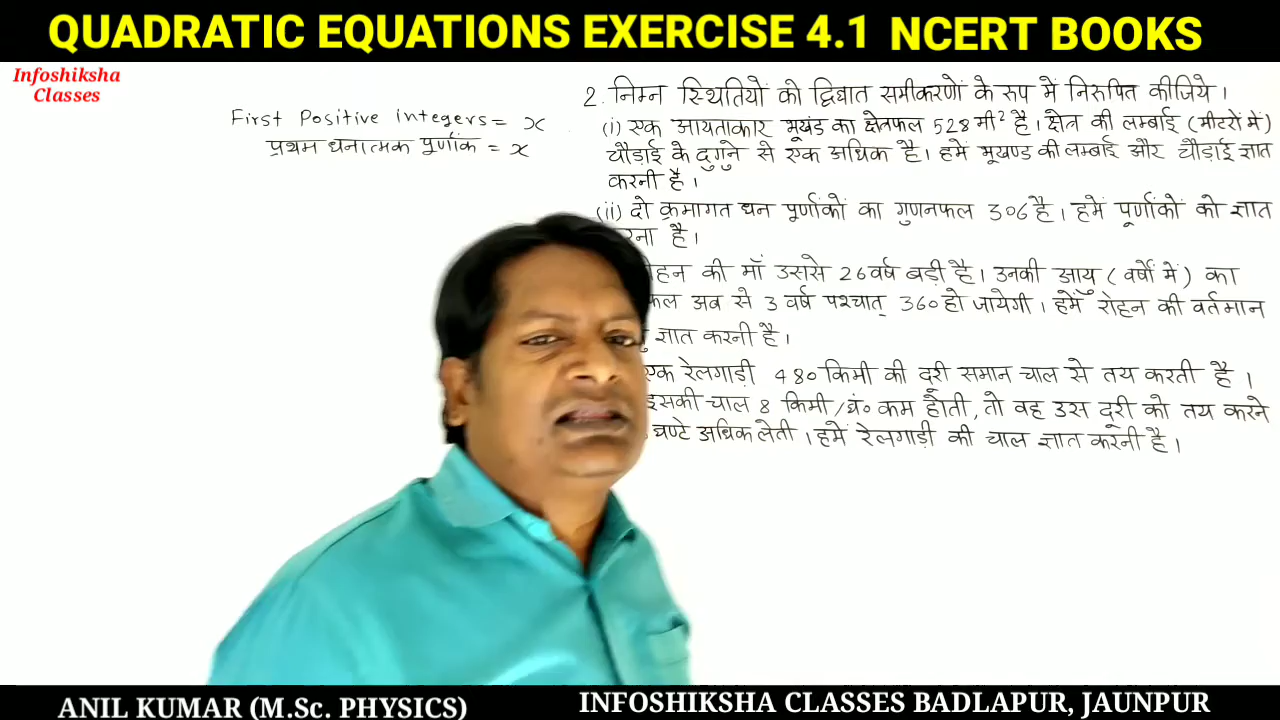 QUADRATIC EQUATIONS EXERCISE 4.1 NCERT BOOKS
Infoshiksha
Classes
First Positive Integers = x
प्रथम धनात्मक पूर्णांक = x
2. निम्न स्थितियों को द्विघात समीकरणों के रूप में निरुपित कीजिये ।
(i) एक आयताकार भूखंड का क्षेत्रफल 528 मी² है। क्षेत्र की लम्बाई (मीटरों में)
चौड़ाई के दुगुने से एक अधिक है। हमें भूखण्ड की लम्बाई और चौड़ाई ज्ञात
करनी है।
(ii) दो क्रमागत धन पूर्णांकों का गुणनफल 306 है। हमें पूर्णांकों को ज्ञात
रना है।
हन की माँ उससे 26 वर्ष बड़ी है। उनकी आयु (वर्षों में) का
फल अब से 3 वर्ष पश्चात् 360 हो जायेगी। हमें रोहन की वर्तमान
ज्ञात करनी है।
एक रेलगाड़ी 480 किमी की दूरी समान चाल से तय करती है ।
इसकी चाल 8 किमी/घं० कम होती, तो वह उस दूरी को तय करने
घण्टे अधिक लेती । हमें रेलगाड़ी की चाल ज्ञात करनी है।
ANIL KUMAR (M.Sc. PHYSICS)
INFOSHIKSHA CLASSES BADLAPUR, JAUNPUR